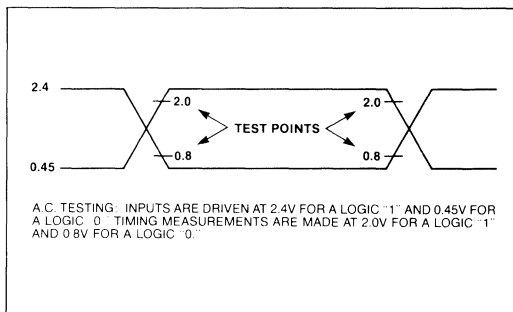 2.4
2.0
2.0
TEST POINTS
0.8
0.8
0.45
A.C. TESTING: INPUTS ARE DRIVEN AT 2.4V FOR A LOGIC "1" AND 0.45V FOR
A LOGIC 0 " TIMING MEASUREMENTS ARE MADE AT 2.0V FOR A LOGIC "1"
AND 0 8V FOR A LOGIC "0."